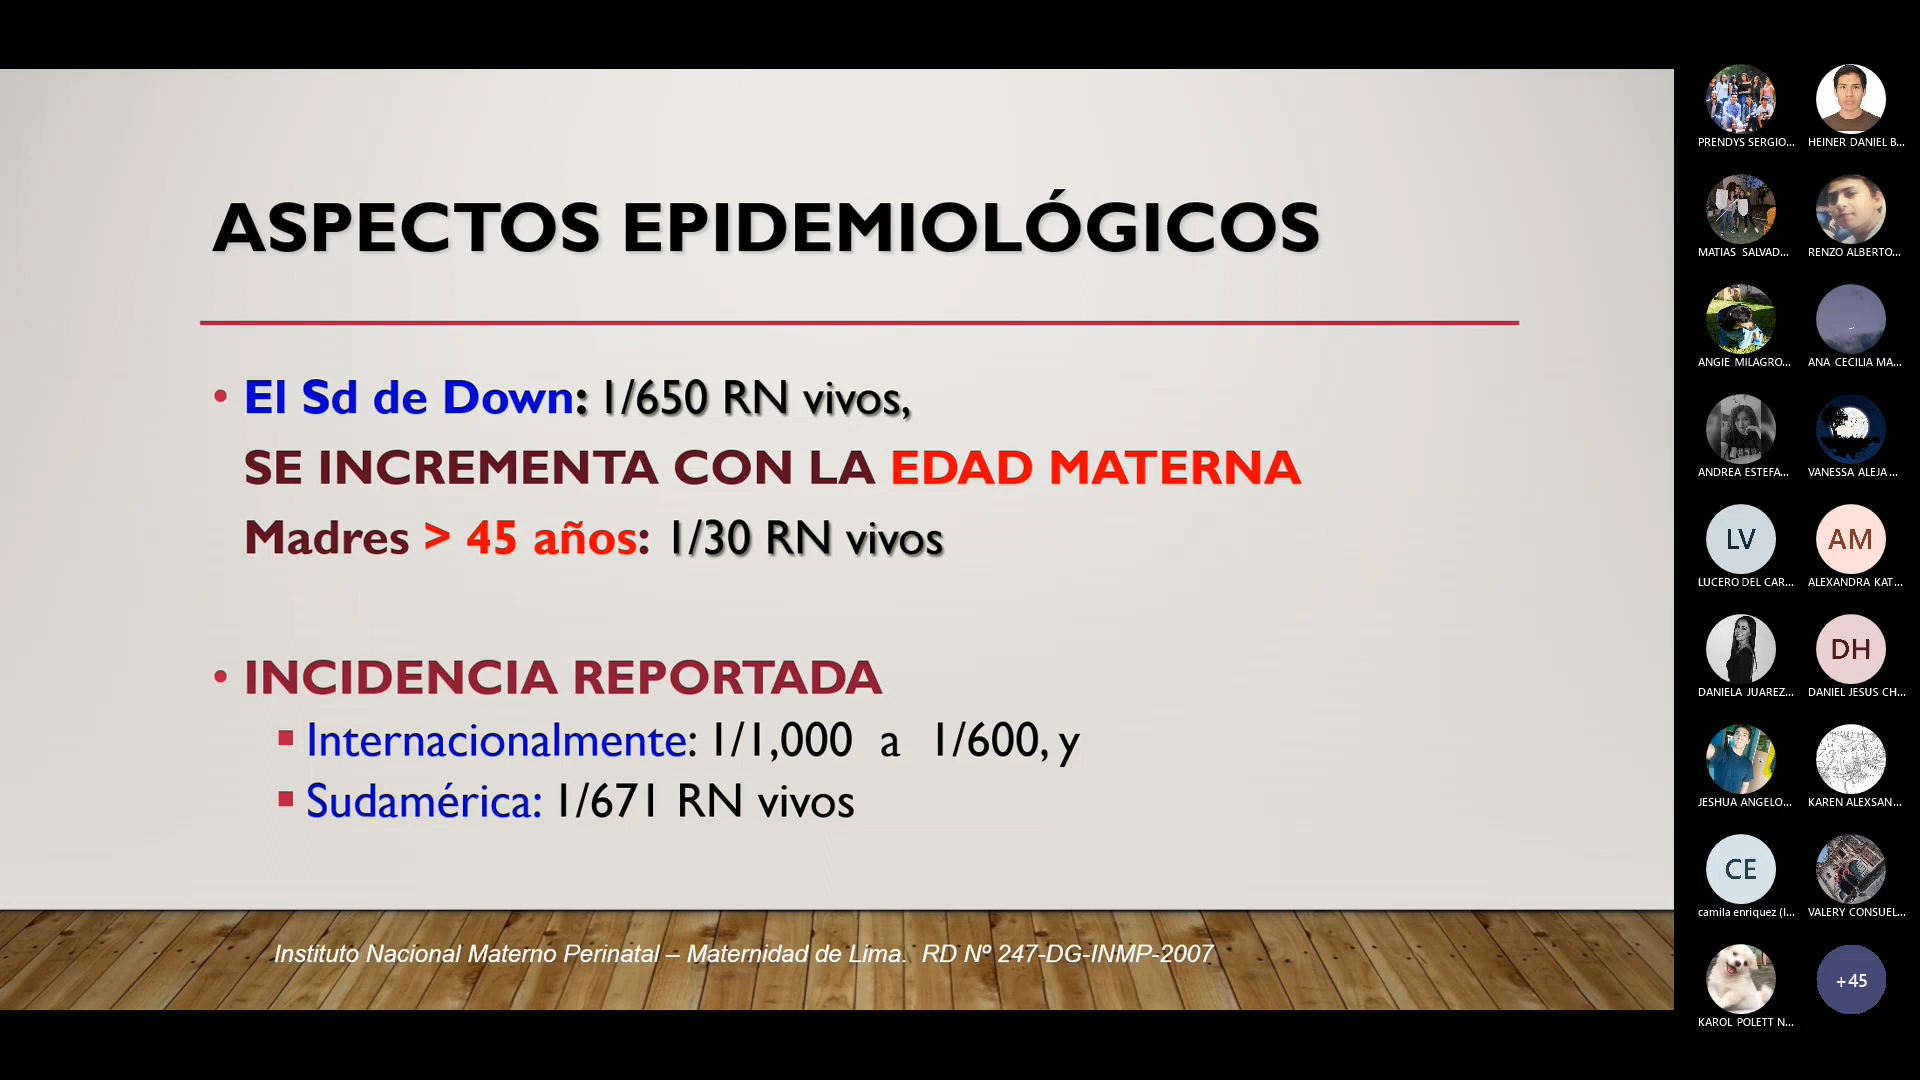 ASPECTOS EPIDEMIOLÓGICOS
• El Sd de Down: 1/650 RN vivos,
SE INCREMENTA CON LA EDAD MATERNA
Madres > 45 años: 1/30 RN vivos
• INCIDENCIA REPORTADA
▪ Internacionalmente: 1/1,000 a 1/600, y
▪ Sudamérica: 1/671 RN vivos
Instituto Nacional Materno Perinatal – Maternidad de Lima. RD Nº 247-DG-INMP-2007
PRENDYS SERGIO...
HEINER DANIEL B...
MATIAS SALVAD...
RENZO ALBERTO...
ANGIE MILAGRO...
ANA CECILIA MA...
ANDREA ESTEFA...
VANESSA ALEJA...
LV
AM
LUCERO DEL CAR...
ALEXANDRA KAT...
DH
DANIELA JUAREZ...
DANIEL JESUS CH...
JESHUA ANGELO...
KAREN ALEXSAN...
CE
camila enriquez (I...
VALERY CONSUEL...
+45
KAROL POLETT N...